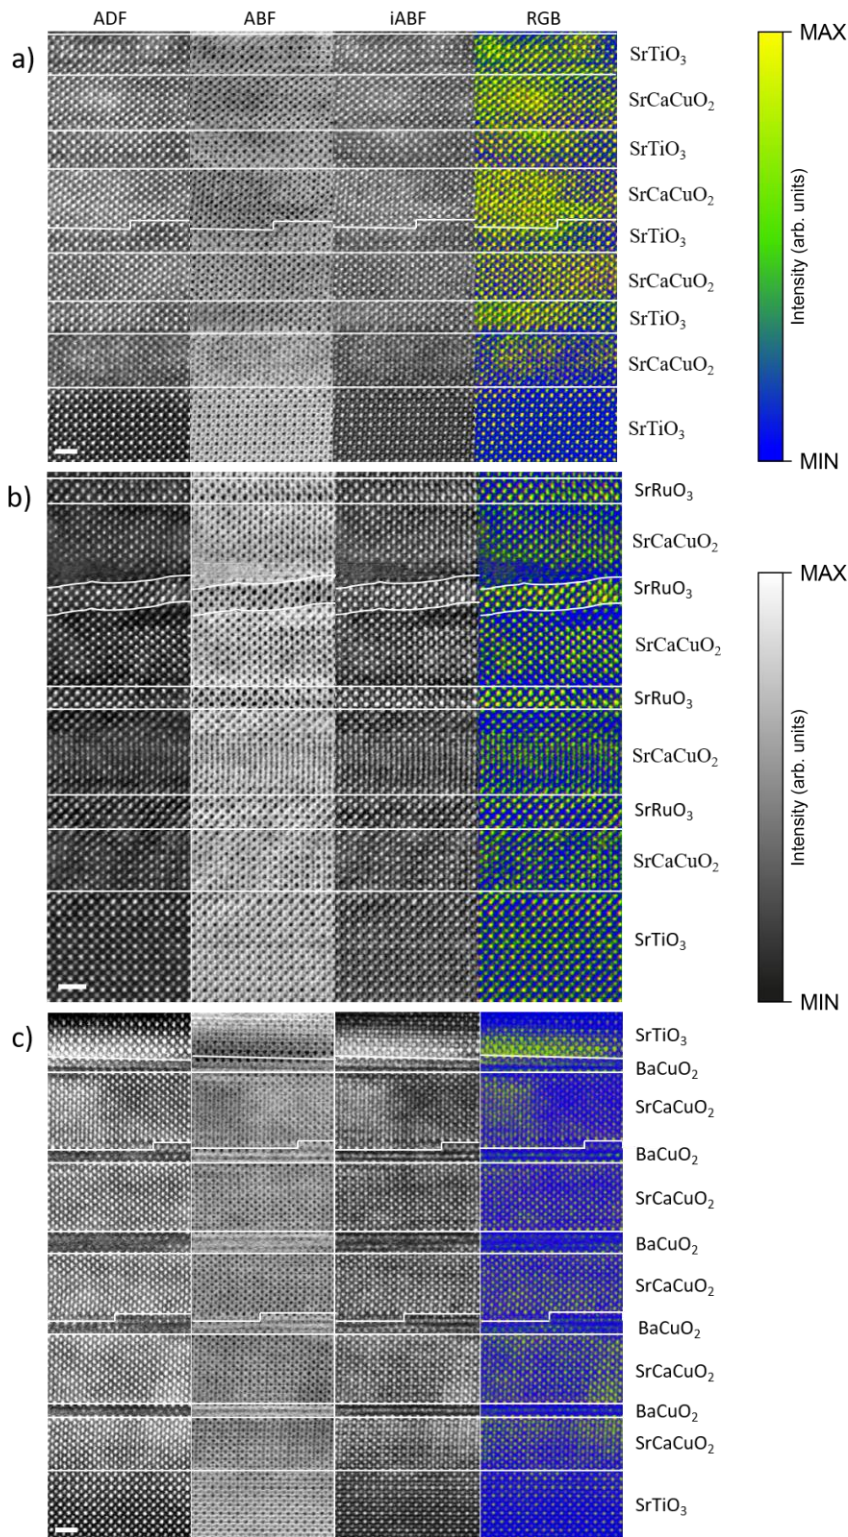 ADF ABF iABF RGB
a)
SrTiO₃
SrCaCuO₂
SrTiO₃
SrCaCuO₂
SrTiO₃
SrCaCuO₂
SrTiO₃
SrCaCuO₂
SrTiO₃
MAX
Intensity (arb. units)
MIN
b)
SrRuO₃
SrCaCuO₂
SrRuO₃
SrCaCuO₂
SrRuO₃
SrCaCuO₂
SrRuO₃
SrCaCuO₂
SrTiO₃
MAX
Intensity (arb. units)
MIN
c)
SrTiO₃
BaCuO₂
SrCaCuO₂
BaCuO₂
SrCaCuO₂
BaCuO₂
SrCaCuO₂
BaCuO₂
SrCaCuO₂
BaCuO₂
SrCaCuO₂
SrTiO₃